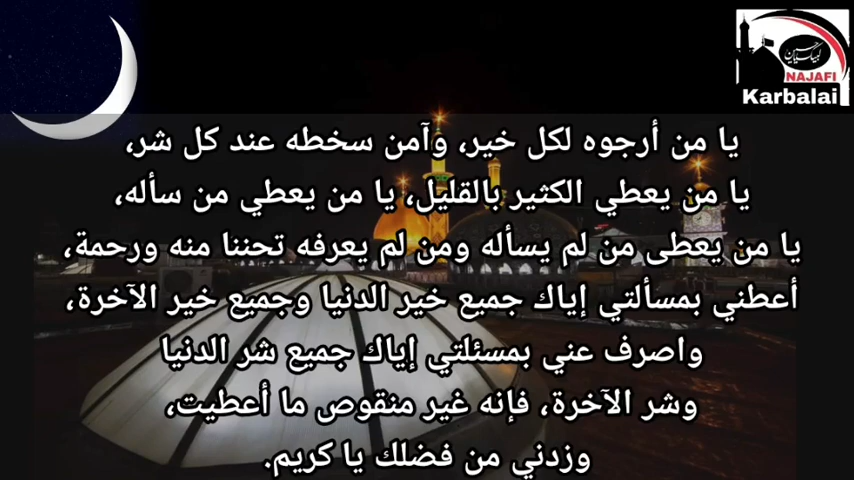 NAJAFI
Karbalai
يا من أرجوه لكل خير، وآمن سخطه عند كل شر،
يا من يعطي الكثير بالقليل، يا من يعطي من سأله،
يا من يعطى من لم يسأله ومن لم يعرفه تحننا منه ورحمة،
أعطني بمسألتي إياك جميع خير الدنيا وجميع خير الآخرة،
واصرف عني بمسئلتي إياك جميع شر الدنيا
وشر الآخرة، فإنه غير منقوص ما أعطيت،
وزدني من فضلك يا كريم.